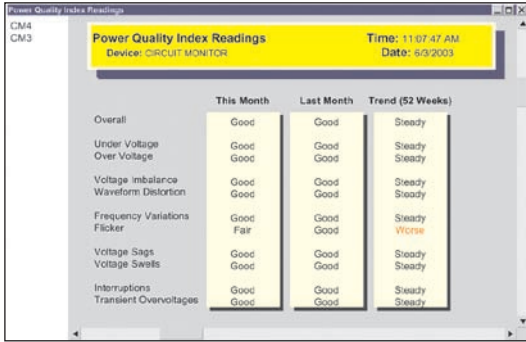 Power Quality Index Readings
CM4
CM3
Power Quality Index Readings Time: 11:07:47 AM
Device: CIRCUIT MONITOR Date: 6/3/2003
This Month Last Month Trend (52 Weeks)
Overall Good Good Steady
Under Voltage Good Good Steady
Over Voltage Good Good Steady
Voltage Imbalance Good Good Steady
Waveform Distortion Good Good Steady
Frequency Variations Good Good Steady
Flicker Fair Good Worse
Voltage Sags Good Good Steady
Voltage Swells Good Good Steady
Interruptions Good Good Steady
Transient Overvoltages Good Good Steady